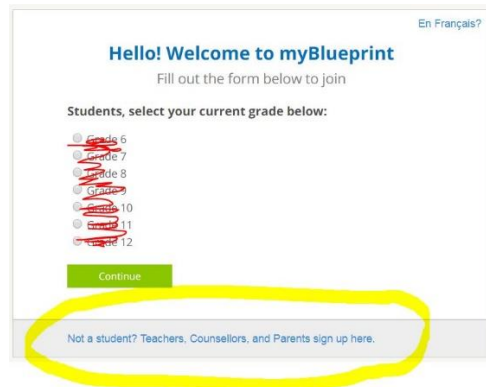 En Français?
Hello! Welcome to myBlueprint
Fill out the form below to join
Students, select your current grade below:
Grade 6
Grade 7
Grade 8
Grade 9
Grade 10
Grade 11
Grade 12
Continue
Not a student? Teachers, Counsellors, and Parents sign up here.